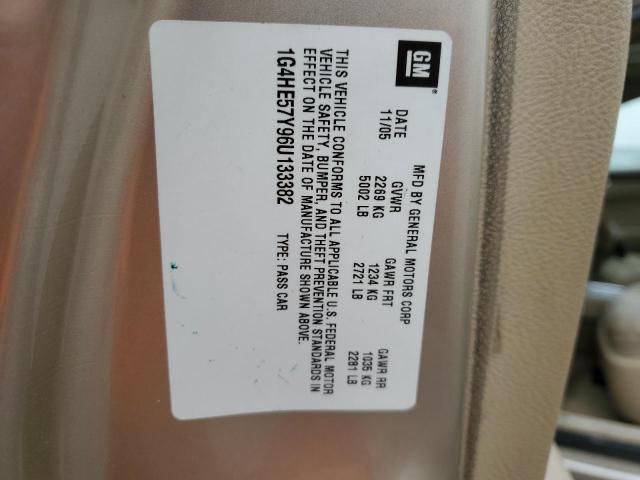 GM
MFD BY GENERAL MOTORS CORP
DATE GVWR GAWR FRT GAWR RR
11/05 2269 KG 1234 KG 1035 KG
5002 LB 2721 LB 2281 LB
THIS VEHICLE CONFORMS TO ALL APPLICABLE U.S. FEDERAL MOTOR
VEHICLE SAFETY, BUMPER, AND THEFT PREVENTION STANDARDS IN
EFFECT ON THE DATE OF MANUFACTURE SHOWN ABOVE.
1G4HE57Y96U133382 TYPE: PASS CAR